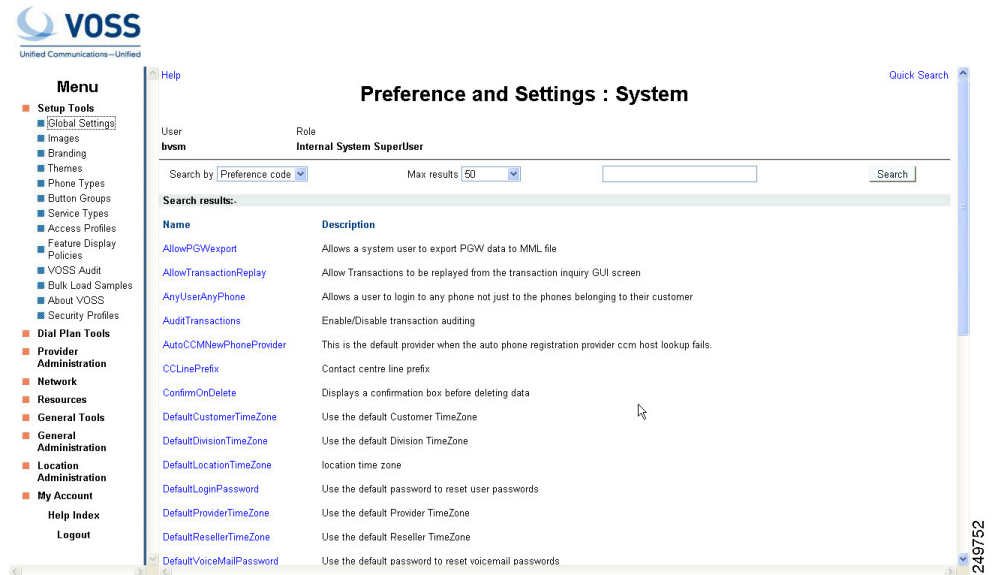 VOSS
Unified Communications–Unified
Menu
Setup Tools
Global Settings
Images
Branding
Themes
Phone Types
Button Groups
Service Types
Access Profiles
Feature Display
Policies
VOSS Audit
Bulk Load Samples
About VOSS
Security Profiles
Dial Plan Tools
Provider
Administration
Network
Resources
General Tools
General
Administration
Location
Administration
My Account
Help Index
Logout
Help
Quick Search
Preference and Settings : System
User Role
bvsm Internal System SuperUser
Search by Preference code Max results 50 Search
Search results:-
Name Description
AllowPGWexport Allows a system user to export PGW data to MML file
AllowTransactionReplay Allow Transactions to be replayed from the transaction inquiry GUI screen
AnyUserAnyPhone Allows a user to login to any phone not just to the phones belonging to their customer
AuditTransactions Enable/Disable transaction auditing
AutoCCMNewPhoneProvider This is the default provider when the auto phone registration provider ccm host lookup fails.
CCLinePrefix Contact centre line prefix
ConfirmOnDelete Displays a confirmation box before deleting data
DefaultCustomerTimeZone Use the default Customer TimeZone
DefaultDivisionTimeZone Use the default Division TimeZone
DefaultLocationTimeZone location time zone
DefaultLoginPassword Use the default password to reset user passwords
DefaultProviderTimeZone Use the default Provider TimeZone
DefaultResellerTimeZone Use the default Reseller TimeZone
DefaultVoiceMailPassword Use the default password to reset voicemail passwords
249752